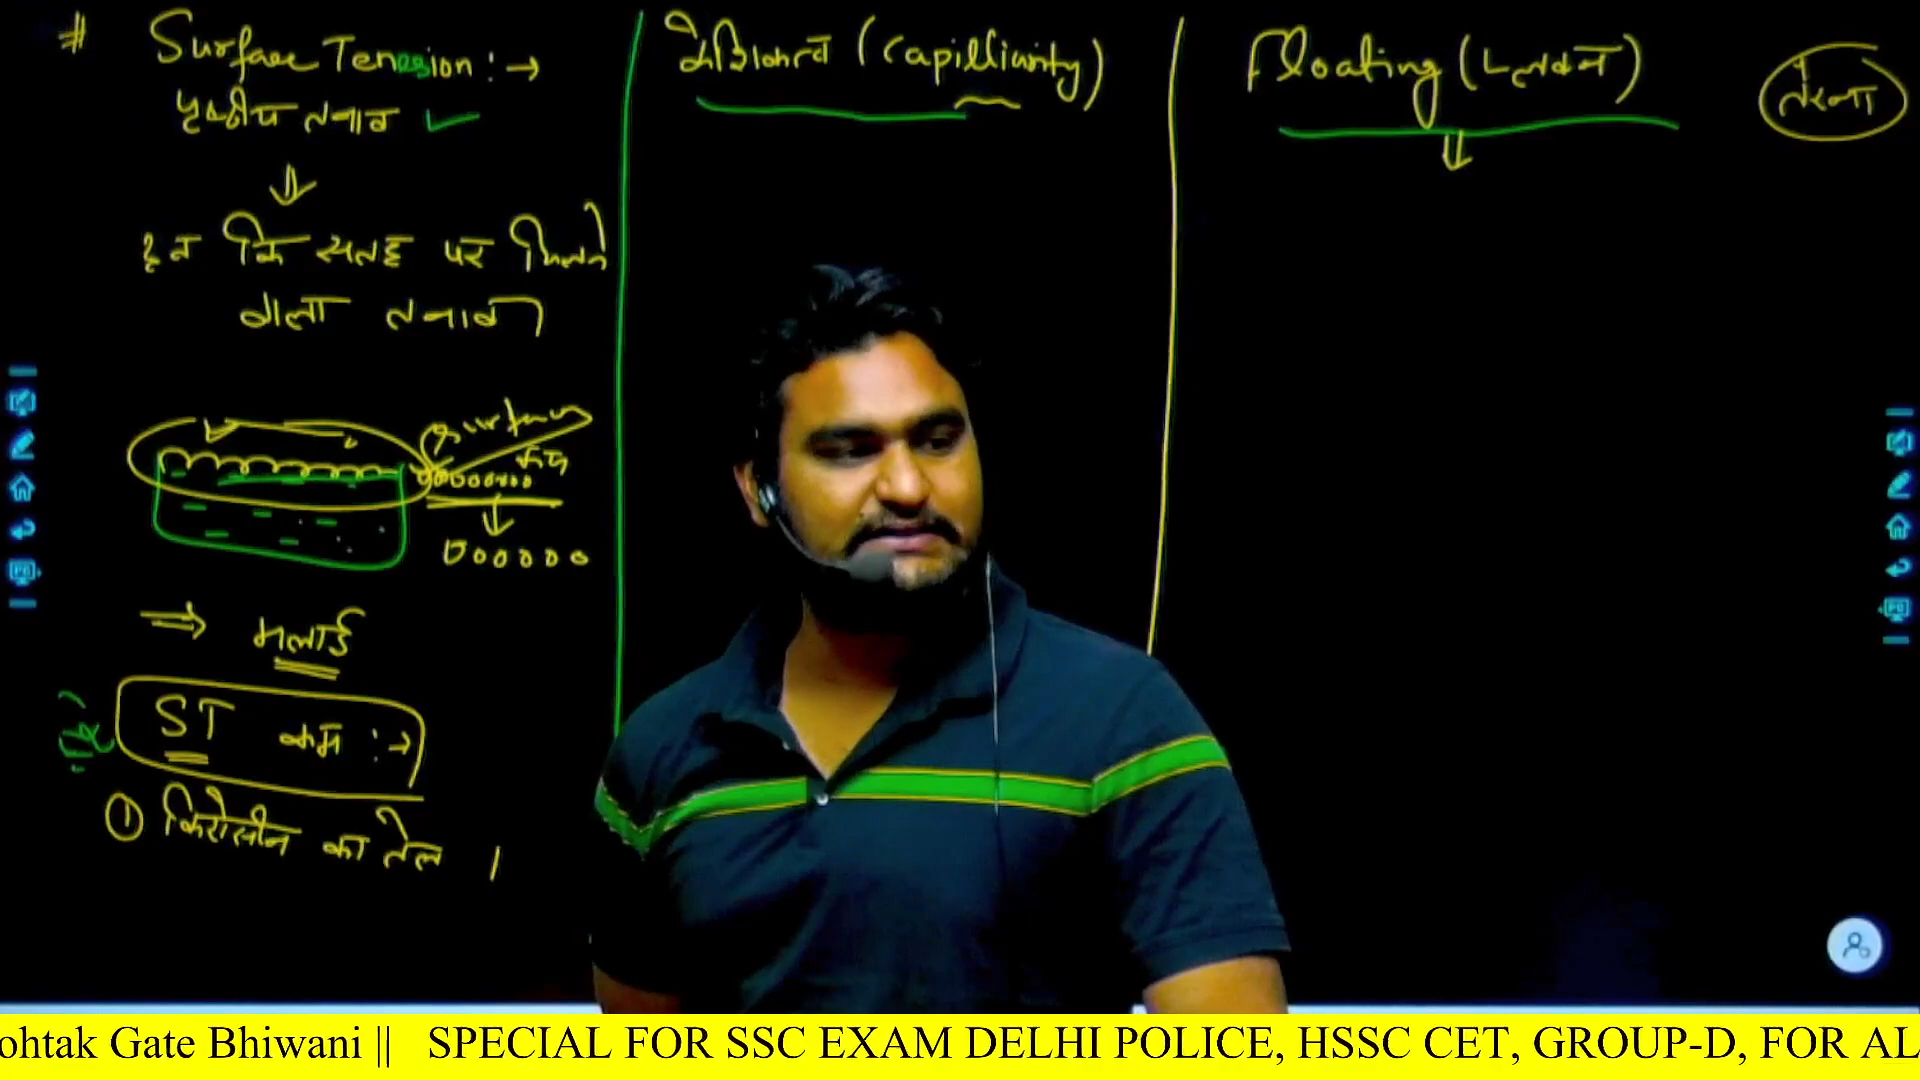 # Surface Tension :→
पृष्ठीय तनाव ✓
द्रव कि सतह पर मिलने
वाला तनाव
surface
⇒ मलाई
ST कम :→
① किरोसीन का तेल ।
केशिकत्व (Capilliarity)
Floating (प्लवन)
तैरना
ohtak Gate Bhiwani || SPECIAL FOR SSC EXAM DELHI POLICE, HSSC CET, GROUP-D, FOR AL